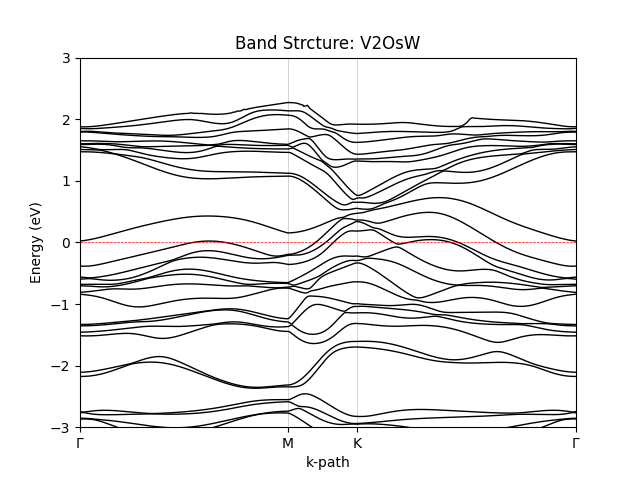 Band Strcture: V2OsW
Energy (eV)
3
2
1
0
−1
−2
−3
Γ
M
K
Γ
k-path